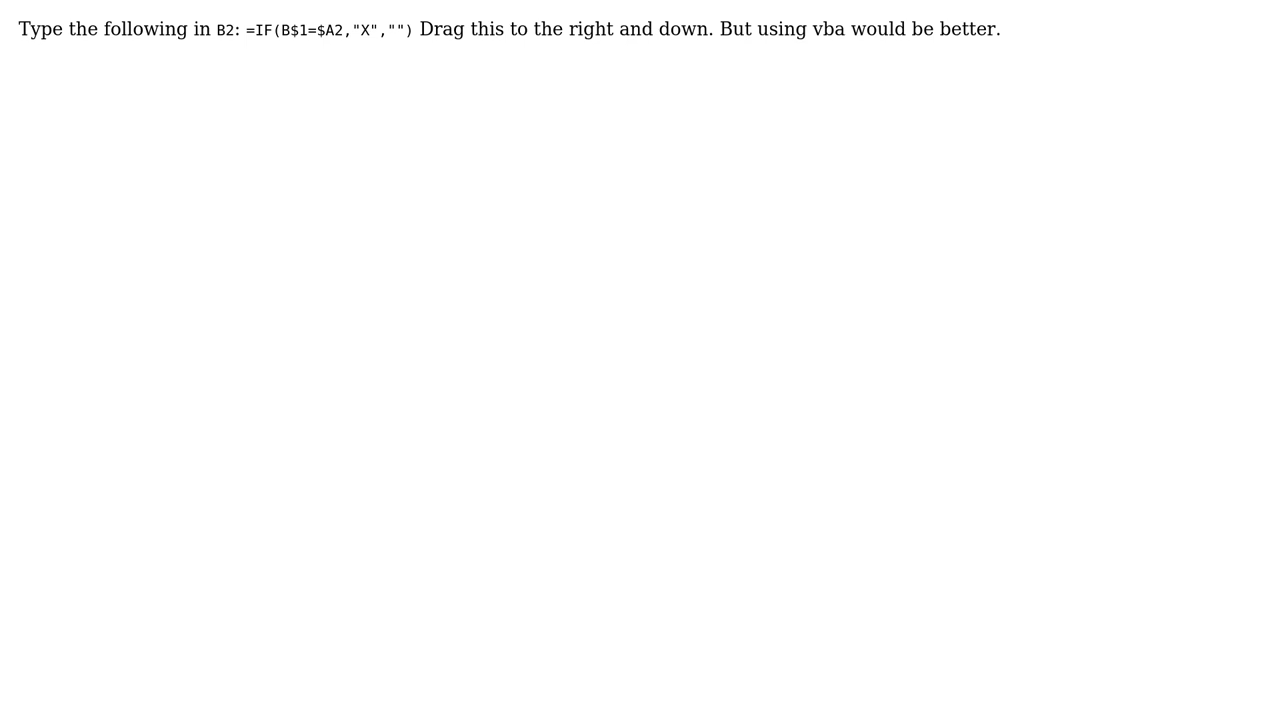 Type the following in B2: =IF(B$1=$A2,"X","") Drag this to the right and down. But using vba would be better.